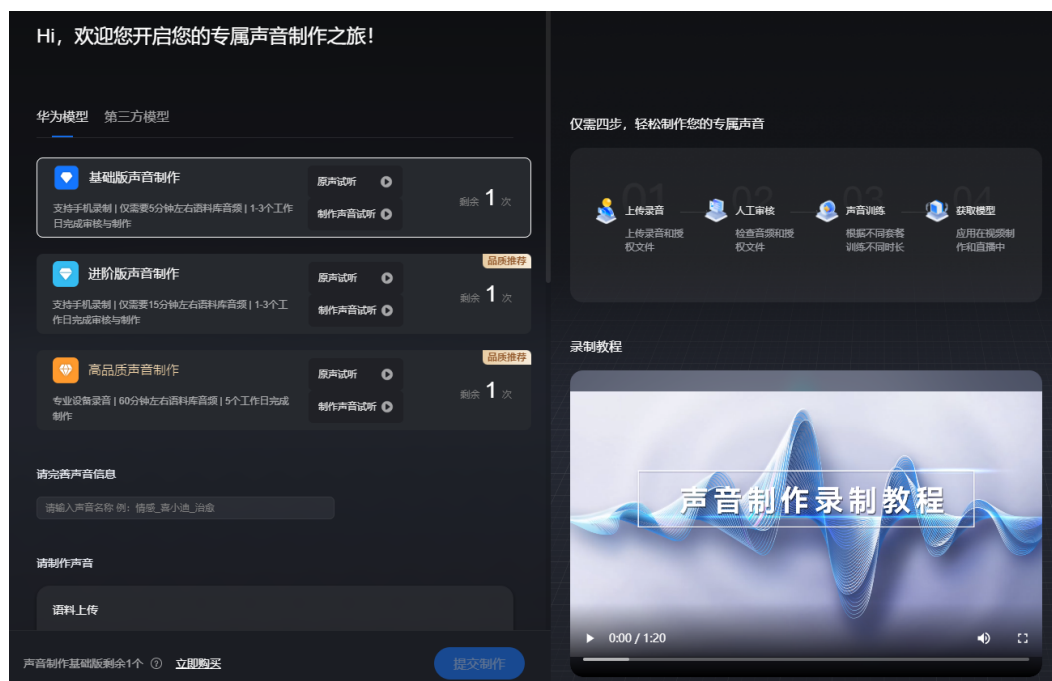 Hi，欢迎您开启您的专属声音制作之旅！
华为模型 第三方模型
基础版声音制作
支持手机录制 | 仅需要5分钟左右语料库音频 | 1-3个工作
日完成审核与制作
原声试听
制作声音试听
剩余 1 次
品质推荐
进阶版声音制作
支持手机录制 | 仅需要15分钟左右语料库音频 | 1-3个工
作日完成审核与制作
原声试听
制作声音试听
剩余 1 次
品质推荐
高品质声音制作
专业设备录音 | 60分钟左右语料库音频 | 5个工作日完成
制作
原声试听
制作声音试听
剩余 1 次
请完善声音信息
请输入声音名称 例：情感_喜小迪_治愈
请制作声音
语料上传
声音制作基础版剩余1个 ? 立即购买
提交制作
仅需四步，轻松制作您的专属声音
01
上传录音
上传录音和授
权文件
02
人工审核
检查音频和授
权文件
03
声音训练
根据不同套餐
训练不同时长
04
获取模型
应用在视频制
作和直播中
录制教程
声音制作录制教程
0:00 / 1:20